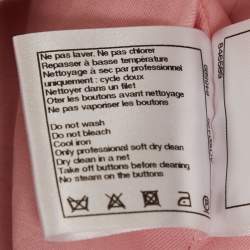 Ne pas laver. Ne pas chlorer
Repasser à basse température
Nettoyage à sec par professionnel
uniquement : cycle doux
Nettoyer dans un filet
Oter les boutons avant nettoyage
Ne pas vaporiser les boutons
Do not wash
Do not bleach
Cool iron
Only professional soft dry clean
Dry clean in a net
Take off buttons before cleaning
No steam on the buttons